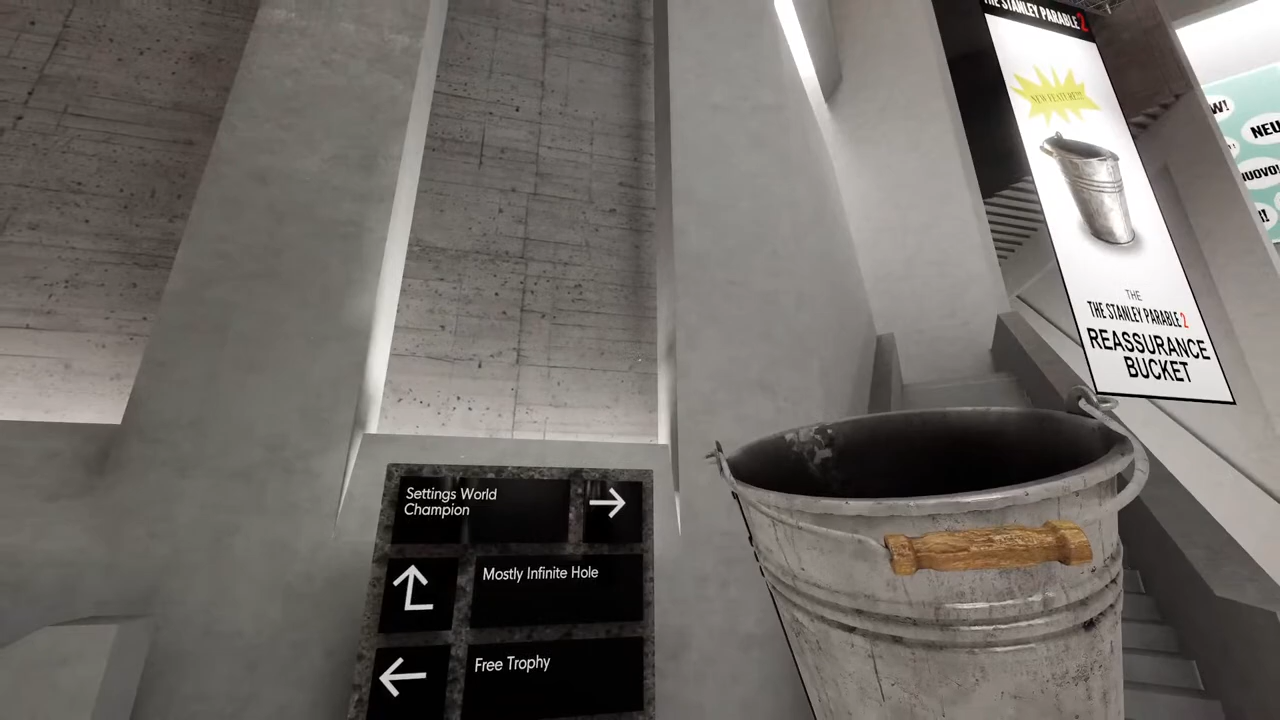 THE STANLEY PARABLE 2
NEW FEATURE!!!
THE
THE STANLEY PARABLE 2
REASSURANCE
BUCKET
W!
NEU
!!
Settings World
Champion
Mostly Infinite Hole
Free Trophy